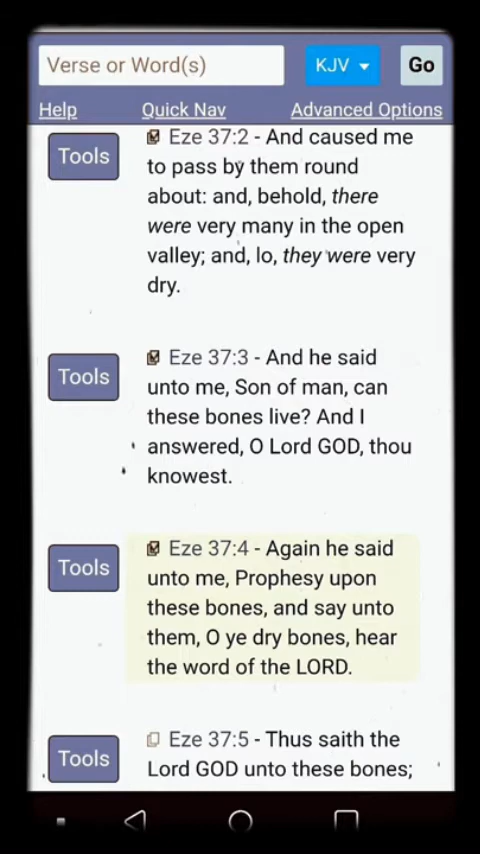 Verse or Word(s)
KJV
Go
Help
Quick Nav
Advanced Options
Tools
Eze 37:2 - And caused me
to pass by them round
about: and, behold, there
were very many in the open
valley; and, lo, they were very
dry.
Tools
Eze 37:3 - And he said
unto me, Son of man, can
these bones live? And I
answered, O Lord GOD, thou
knowest.
Tools
Eze 37:4 - Again he said
unto me, Prophesy upon
these bones, and say unto
them, O ye dry bones, hear
the word of the LORD.
Tools
Eze 37:5 - Thus saith the
Lord GOD unto these bones;